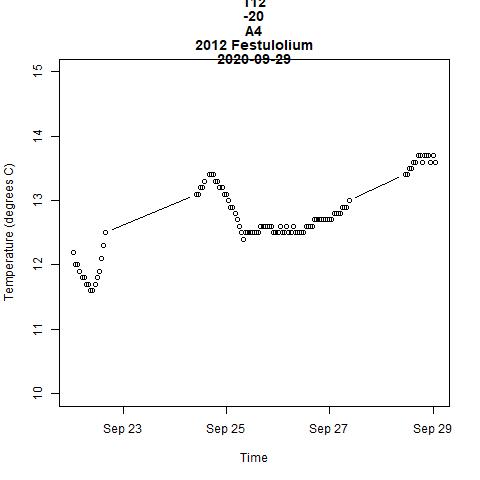 T12
-20
A4
2012 Festulolium
2020-09-29
Temperature (degrees C)
15
14
13
12
11
10
Sep 23
Sep 25
Sep 27
Sep 29
Time